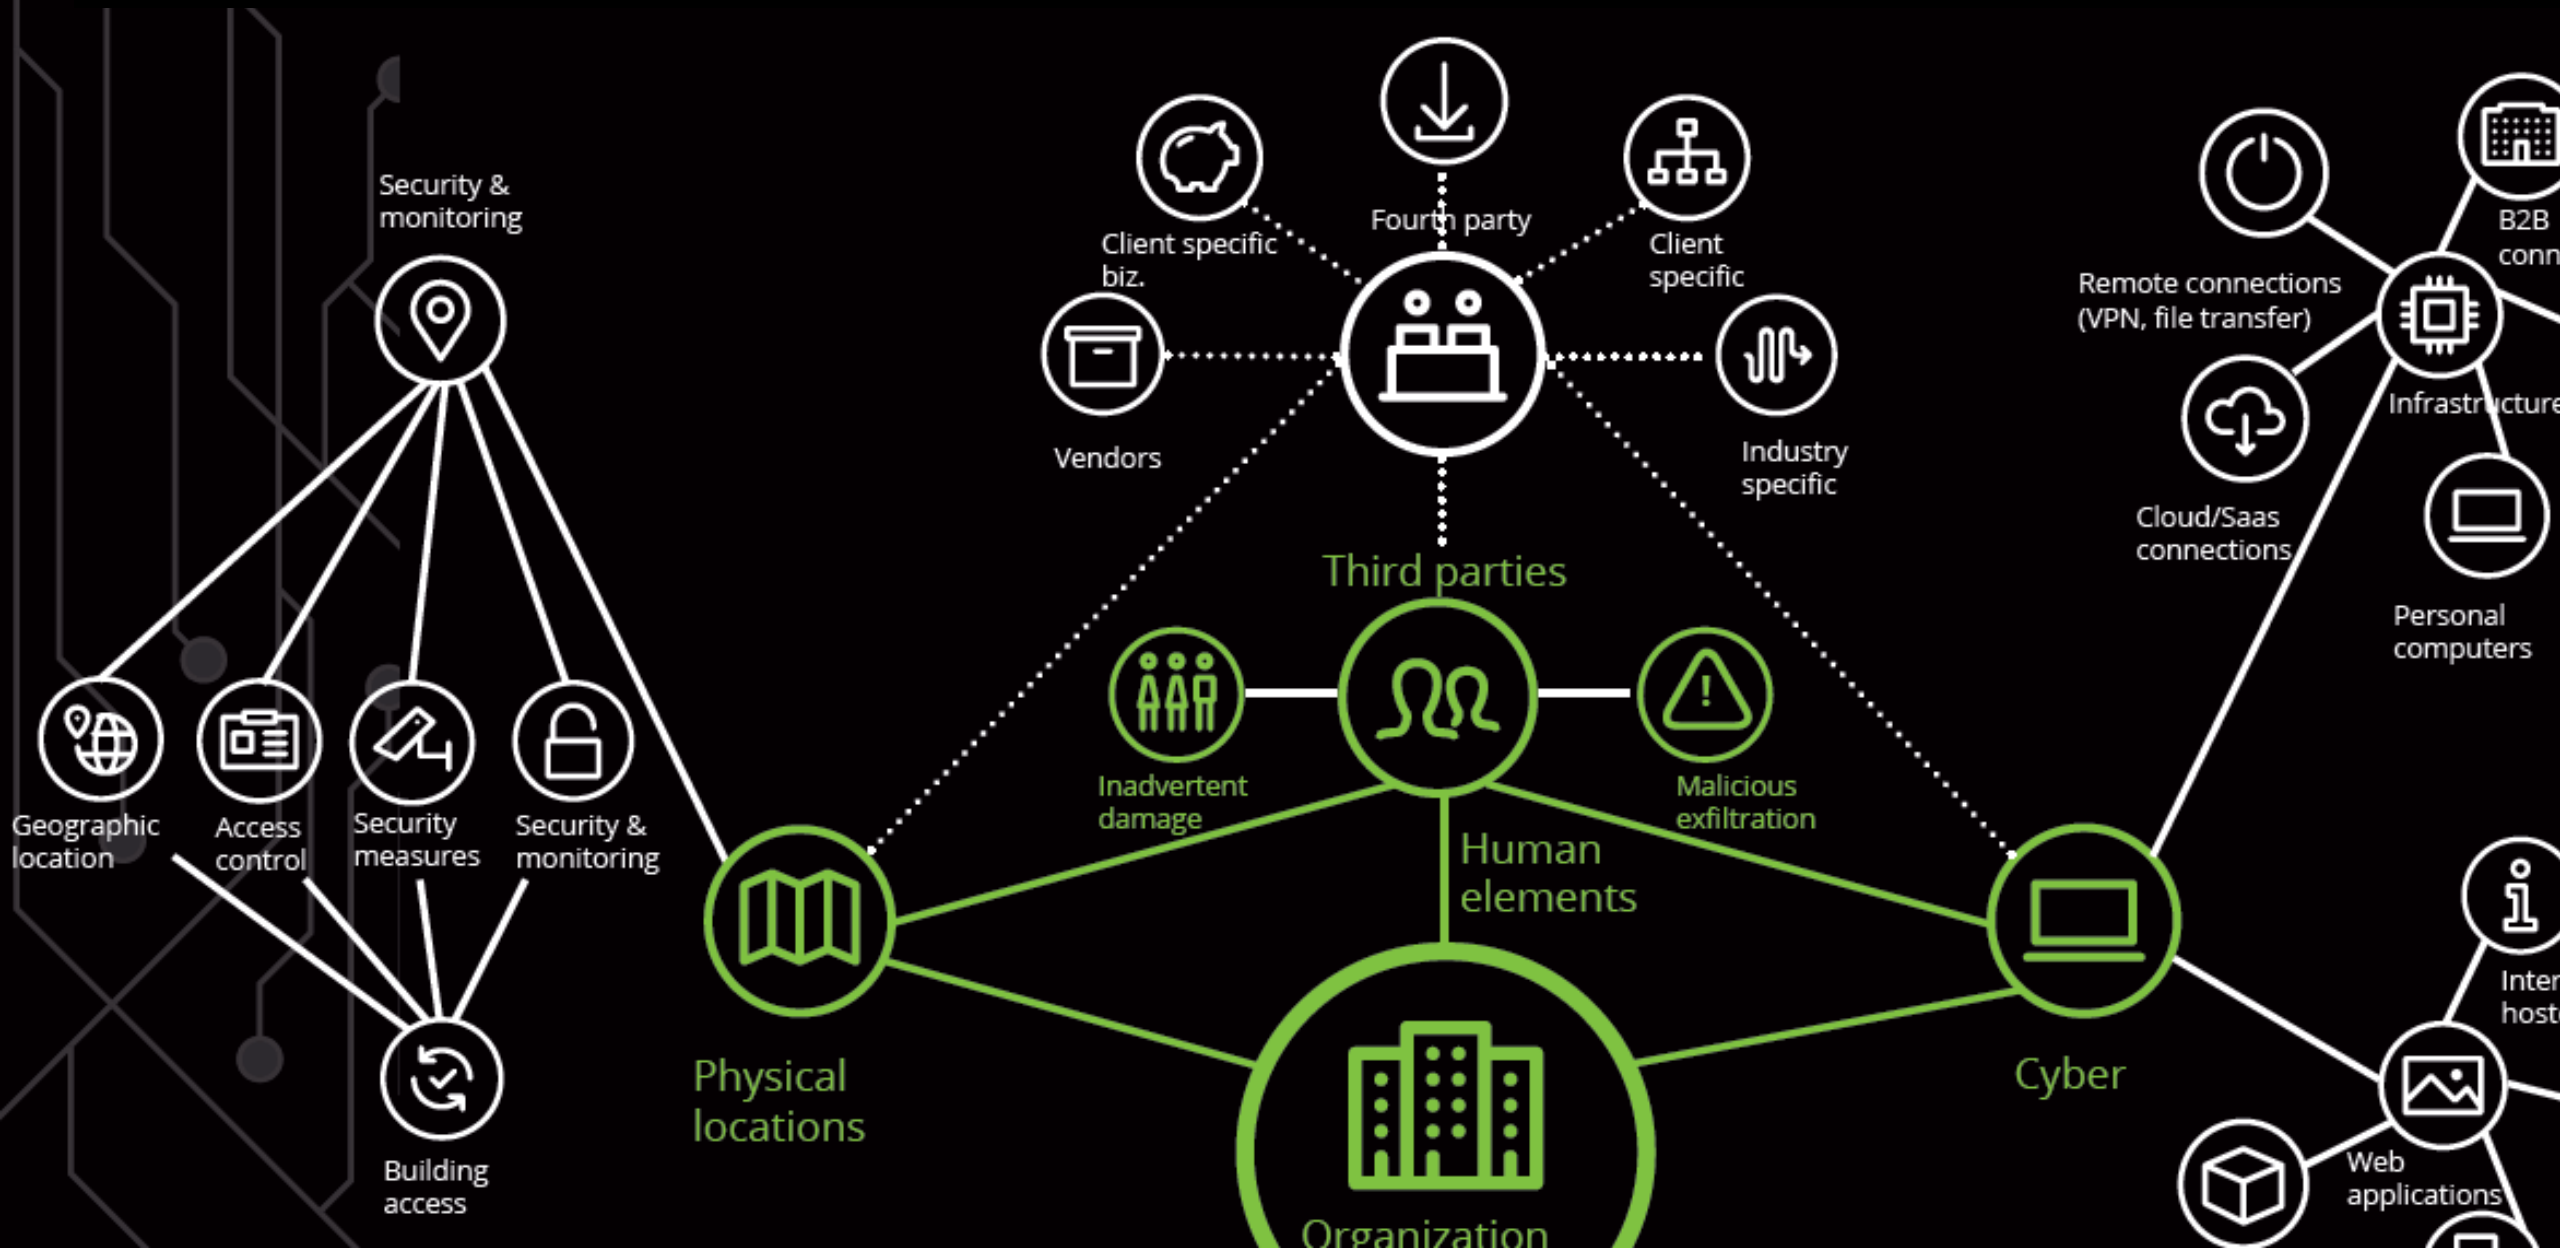 Security &
monitoring
Client specific
biz.
Fourth party
Client
specific
Vendors
Industry
specific
Third parties
Inadvertent
damage
Malicious
exfiltration
Human
elements
Geographic
location
Access
control
Security
measures
Security &
monitoring
Building
access
Physical
locations
Organization
Cyber
Remote connections
(VPN, file transfer)
B2B
Infrastructure
Cloud/Saas
connections
Personal
computers
Web
applications